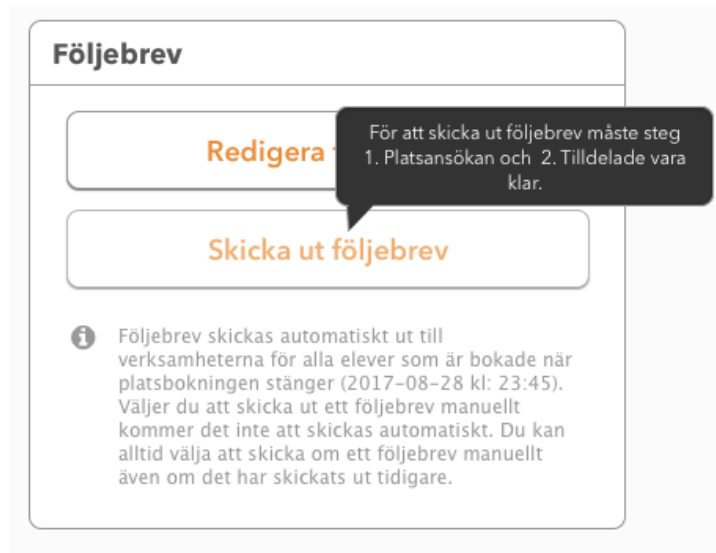 Följebrev
Redigera
För att skicka ut följebrev måste steg
1. Platsansökan och 2. Tilldelade vara
klar.
Skicka ut följebrev
Följebrev skickas automatiskt ut till
verksamheterna för alla elever som är bokade när
platsbokningen stänger (2017-08-28 kl: 23:45).
Väljer du att skicka ut ett följebrev manuellt
kommer det inte att skickas automatiskt. Du kan
alltid välja att skicka om ett följebrev manuellt
även om det har skickats ut tidigare.